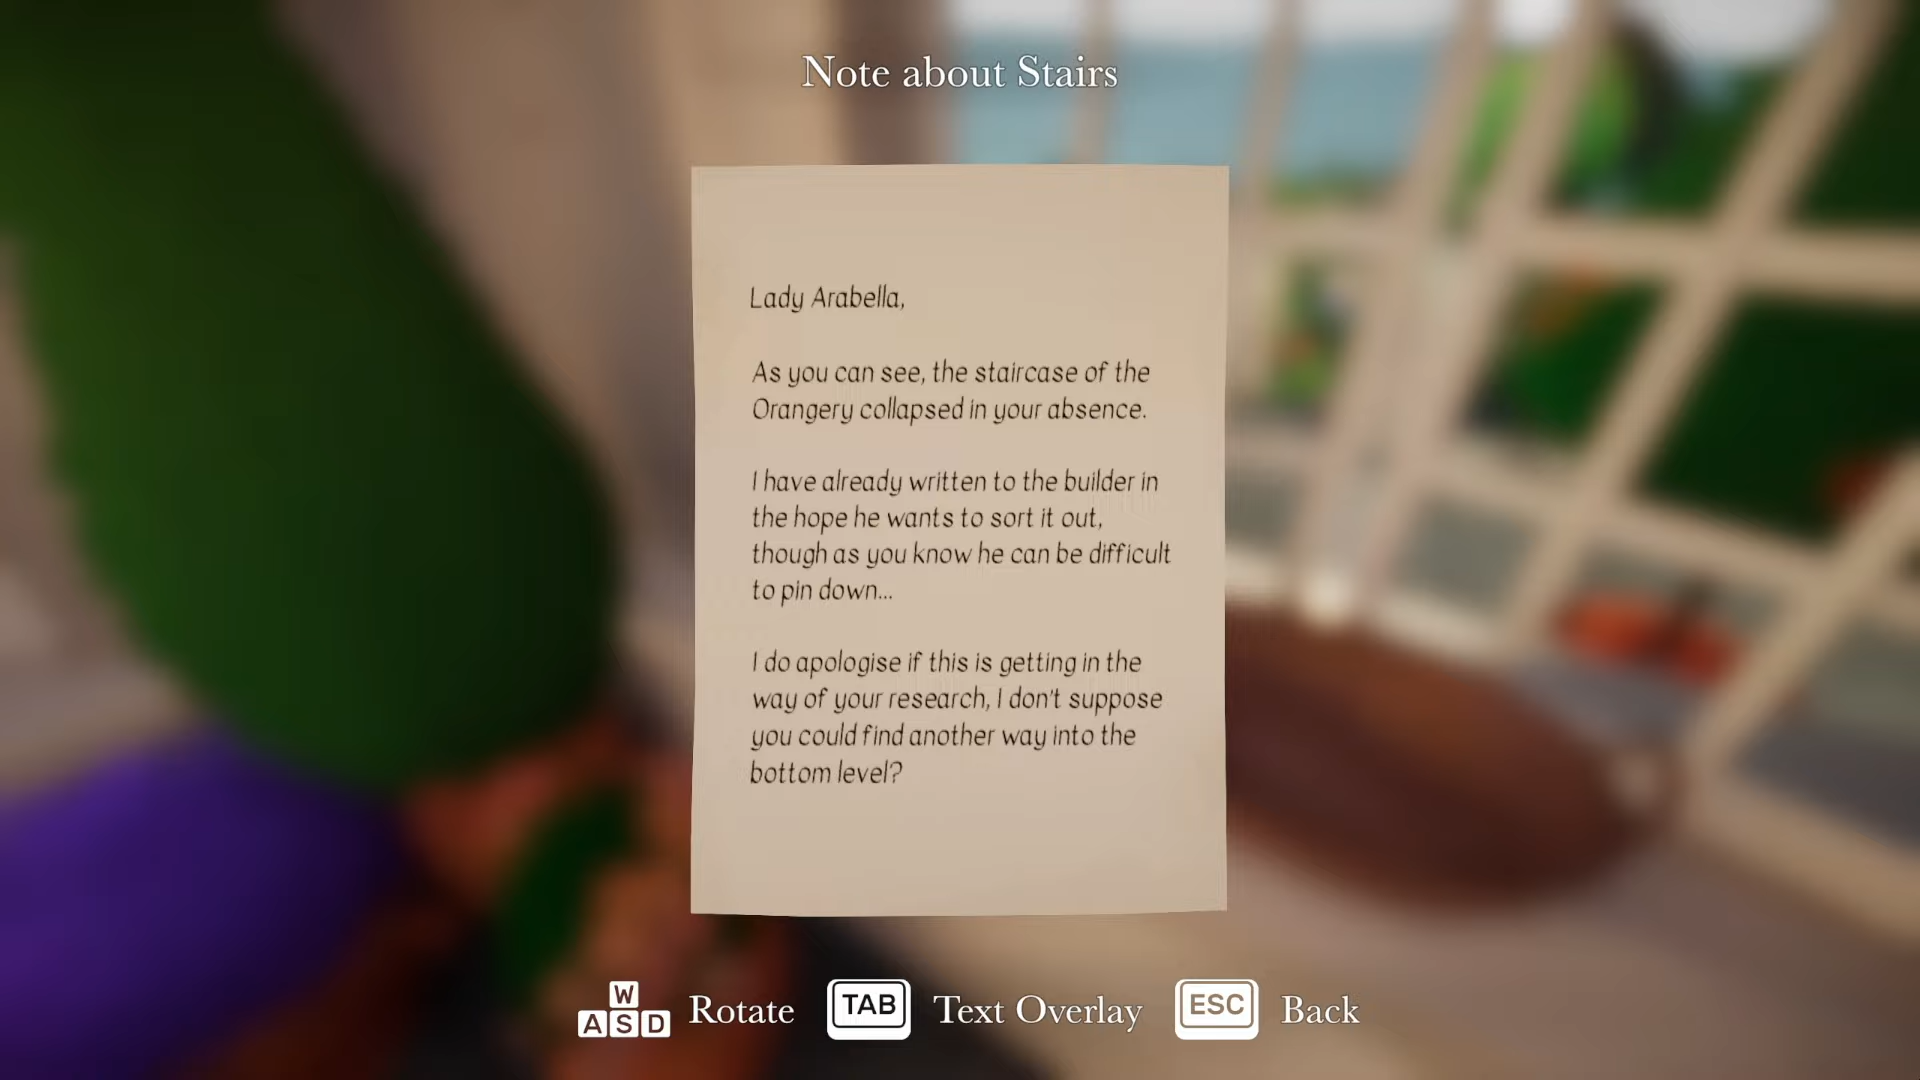 Note about Stairs
Lady Arabella,
As you can see, the staircase of the
Orangery collapsed in your absence.
I have already written to the builder in
the hope he wants to sort it out,
though as you know he can be difficult
to pin down...
I do apologise if this is getting in the
way of your research, I don't suppose
you could find another way into the
bottom level?
W
A S D Rotate TAB Text Overlay ESC Back